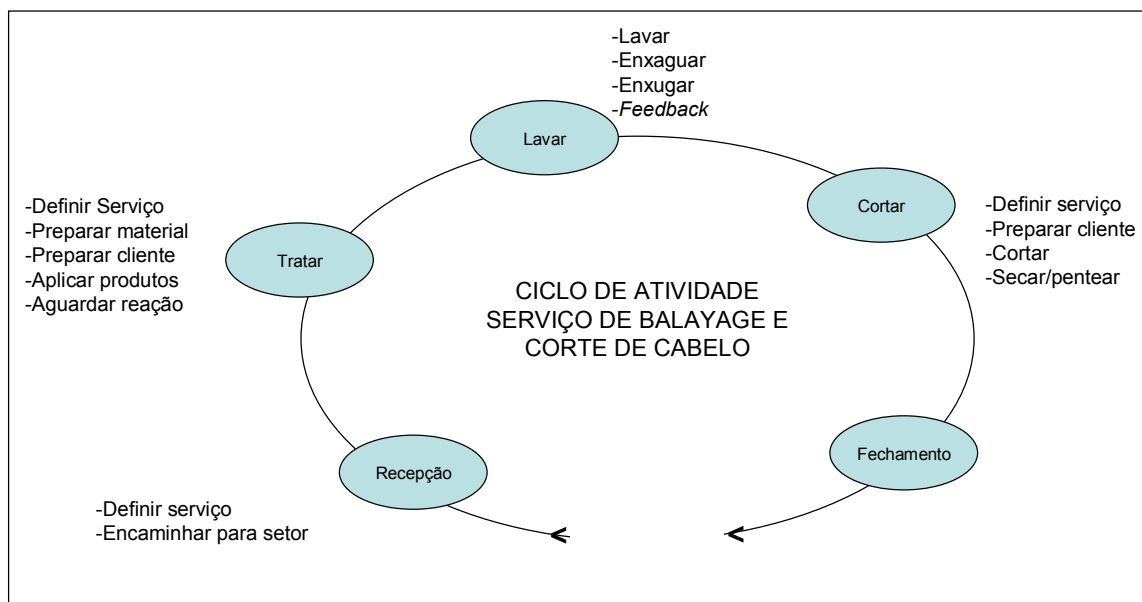 -Lavar
-Enxaguar
-Enxugar
-Feedback
Lavar
Cortar
-Definir serviço
-Preparar cliente
-Cortar
-Secar/pentear
-Definir Serviço
-Preparar material
-Preparar cliente
-Aplicar produtos
-Aguardar reação
Tratar
CICLO DE ATIVIDADE
SERVIÇO DE BALAYAGE E
CORTE DE CABELO
Recepção
Fechamento
-Definir serviço
-Encaminhar para setor